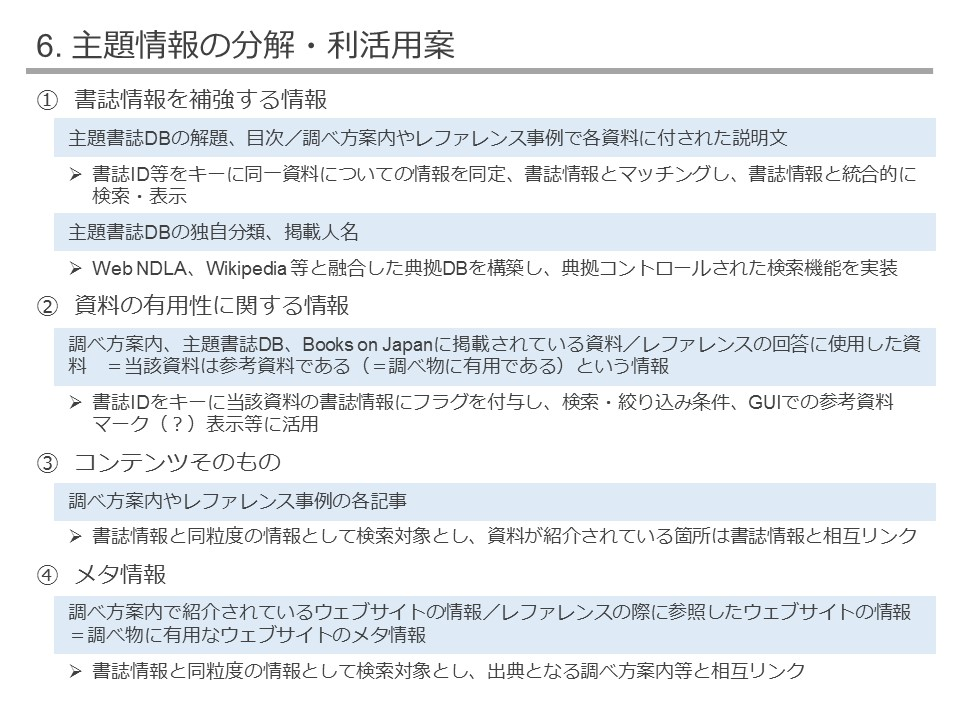 6. 主題情報の分解・利活用案
① 書誌情報を補強する情報
主題書誌DBの解題、目次／調べ方案内やレファレンス事例で各資料に付された説明文
➢ 書誌ID等をキーに同一資料についての情報を同定、書誌情報とマッチングし、書誌情報と統合的に
検索・表示
主題書誌DBの独自分類、掲載人名
➢ Web NDLA、Wikipedia 等と融合した典拠DBを構築し、典拠コントロールされた検索機能を実装
② 資料の有用性に関する情報
調べ方案内、主題書誌DB、Books on Japanに掲載されている資料／レファレンスの回答に使用した資
料　＝当該資料は参考資料である（＝調べ物に有用である）という情報
➢ 書誌IDをキーに当該資料の書誌情報にフラグを付与し、検索・絞り込み条件、GUIでの参考資料
マーク（？）表示等に活用
③ コンテンツそのもの
調べ方案内やレファレンス事例の各記事
➢ 書誌情報と同粒度の情報として検索対象とし、資料が紹介されている箇所は書誌情報と相互リンク
④ メタ情報
調べ方案内で紹介されているウェブサイトの情報／レファレンスの際に参照したウェブサイトの情報
＝調べ物に有用なウェブサイトのメタ情報
➢ 書誌情報と同粒度の情報として検索対象とし、出典となる調べ方案内等と相互リンク